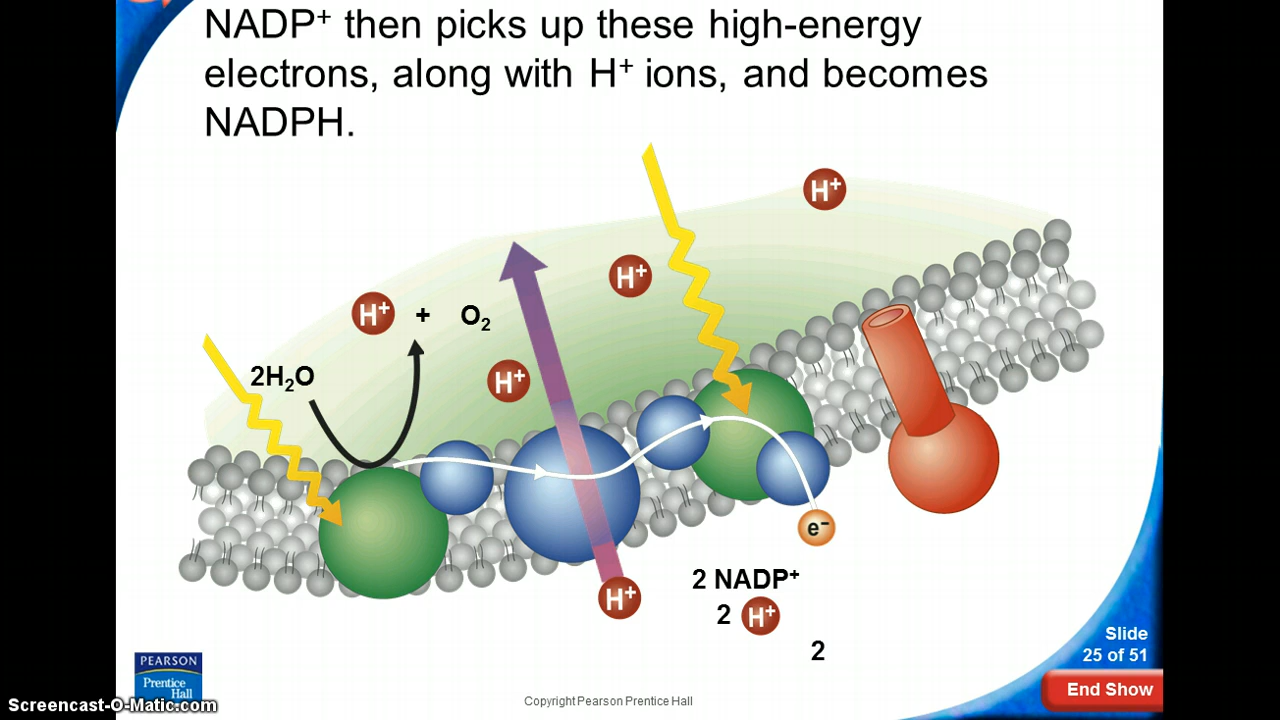 NADP⁺ then picks up these high-energy
electrons, along with H⁺ ions, and becomes
NADPH.
H⁺
H⁺
H⁺ + O₂
2H₂O
H⁺
e⁻
2 NADP⁺
H⁺
2 H⁺
2
Slide
25 of 51
End Show
PEARSON
Prentice
Hall
Screencast-O-Matic.com
Copyright Pearson Prentice Hall